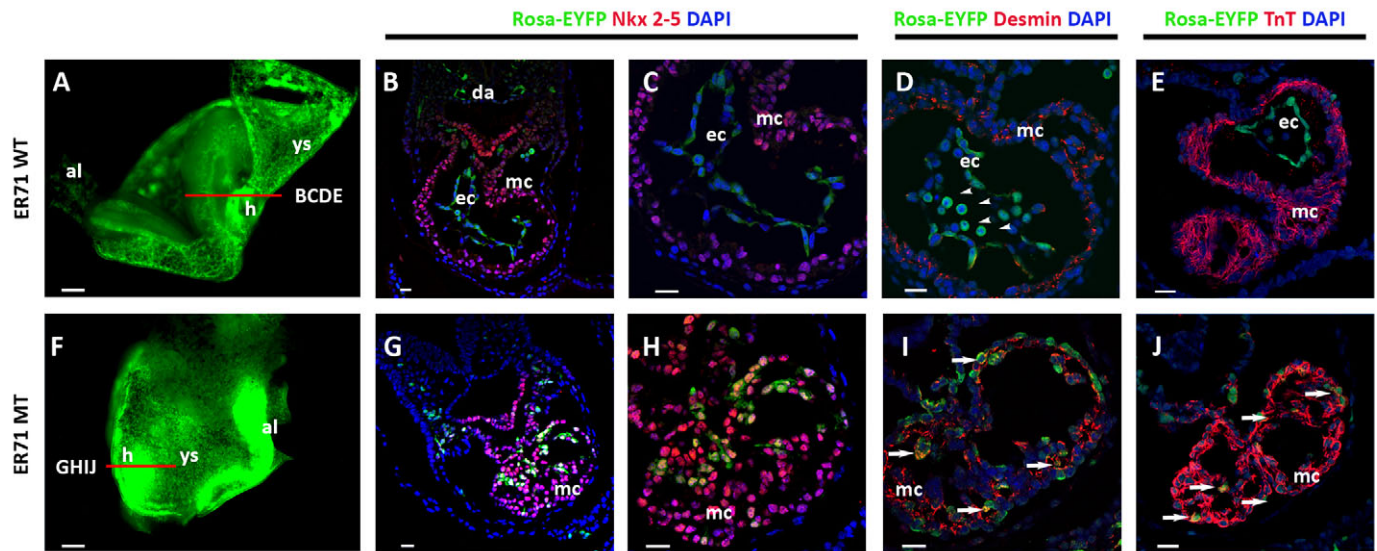 Rosa-EYFP Nkx 2-5 DAPI
Rosa-EYFP Desmin DAPI
Rosa-EYFP TnT DAPI
ER71 WT
A
al
ys
h
BCDE
B
da
ec
mc
C
ec
mc
D
ec
mc
E
ec
mc
ER71 MT
F
GHIJ
h
ys
al
G
mc
H
mc
I
mc
J
mc